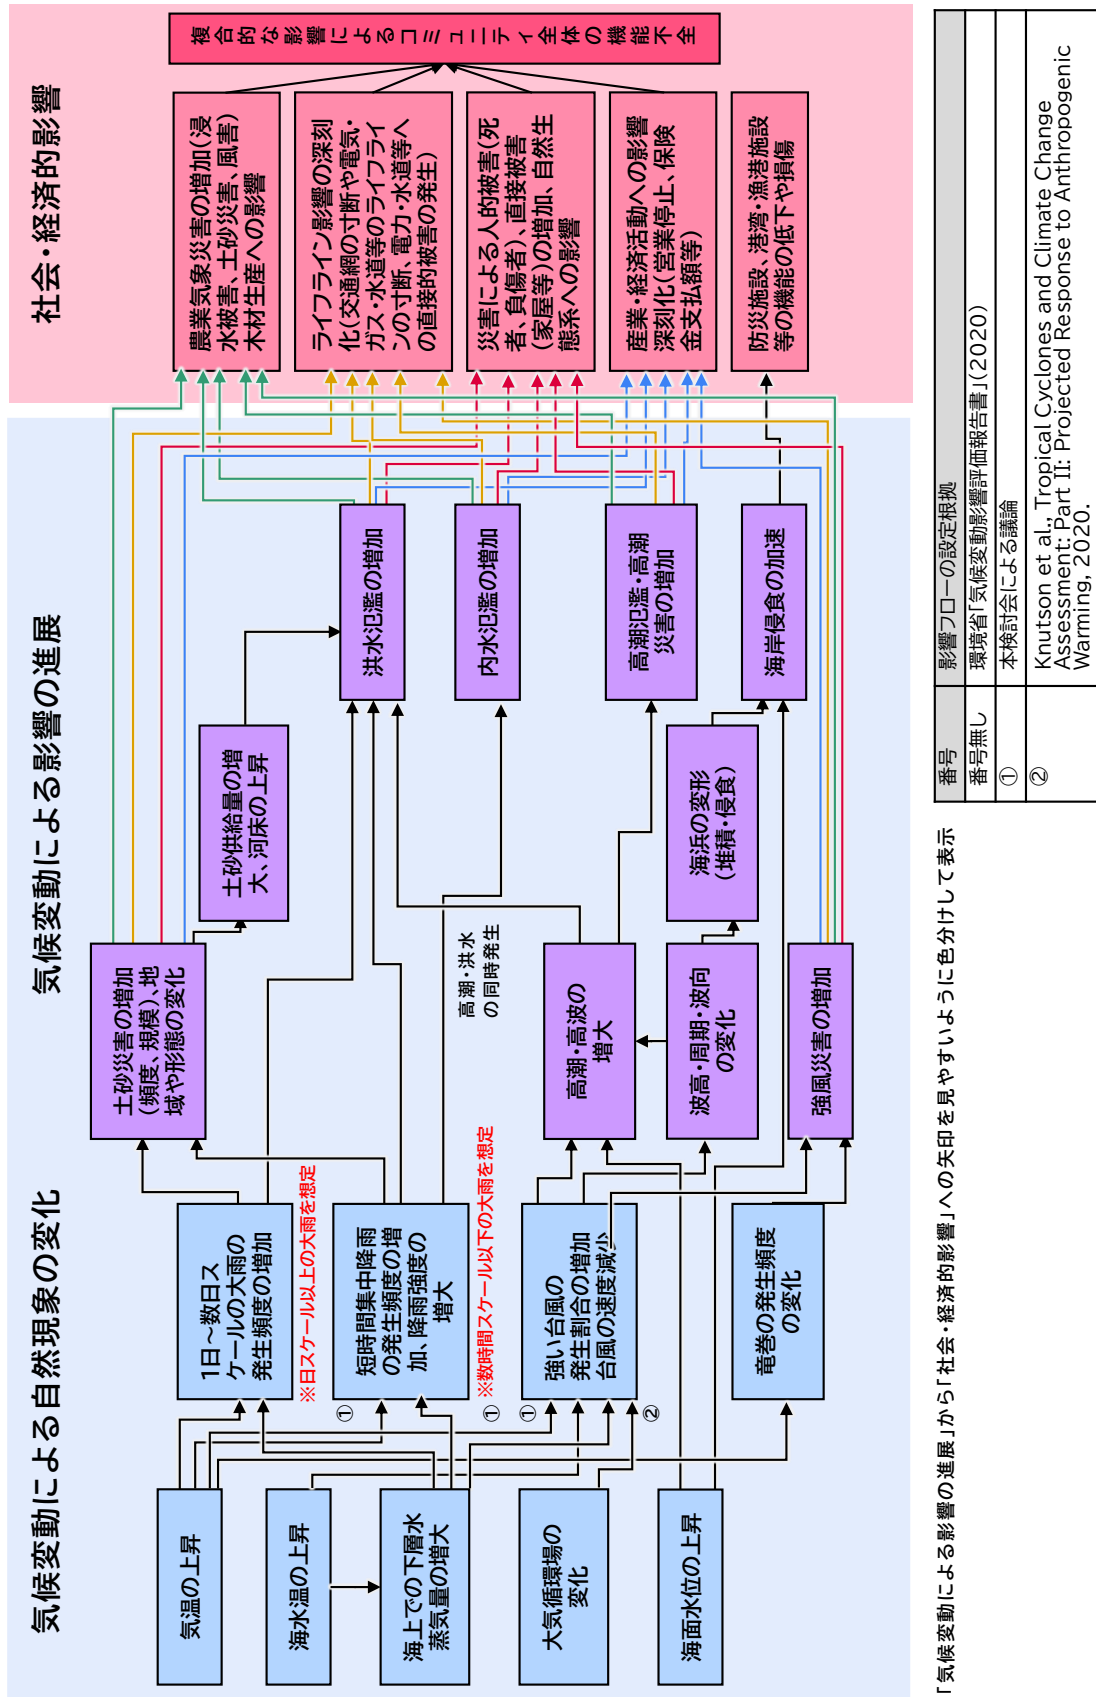 気候変動による自然現象の変化
気候変動による影響の進展
社会・経済的影響
気温の上昇
海水温の上昇
海上での下層水
蒸気量の増大
大気循環場の
変化
海面水位の上昇
1日～数日ス
ケールの大雨の
発生頻度の増加
※日スケール以上の大雨を想定
①
短時間集中降雨
の発生頻度の増
加、降雨強度の
増大
①
※数時間スケール以下の大雨を想定
①
強い台風の
発生割合の増加
台風の速度減少
②
竜巻の発生頻度
の変化
土砂災害の増加
(頻度、規模)、地
域や形態の変化
土砂供給量の増
大、河床の上昇
高潮・洪水
の同時発生
高潮・高波の
増大
波高・周期・波向
の変化
海浜の変形
(堆積・侵食)
強風災害の増加
洪水氾濫の増加
内水氾濫の増加
高潮氾濫・高潮
災害の増加
海岸侵食の加速
農業気象災害の増加(浸
水被害、土砂災害、風害)
木材生産への影響
ライフライン影響の深刻
化(交通網の寸断や電気・
ガス・水道等のライフライ
ンの寸断、電力・水道等へ
の直接的被害の発生)
災害による人的被害(死
者、負傷者)、直接被害
(家屋等)の増加、自然生
態系への影響
産業・経済活動への影響
深刻化(営業停止、保険
金支払額等)
防災施設、港湾・漁港施設
等の機能の低下や損傷
複合的な影響によるコミュニティ全体の機能不全
「気候変動による影響の進展」から「社会・経済的影響」への矢印を見やすいように色分けして表示
番号 影響フローの設定根拠
番号無し 環境省「気候変動影響評価報告書」(2020)
① 本検討会による議論
② Knutson et al., Tropical Cyclones and Climate Change
Assessment: Part II: Projected Response to Anthropogenic
Warming, 2020.